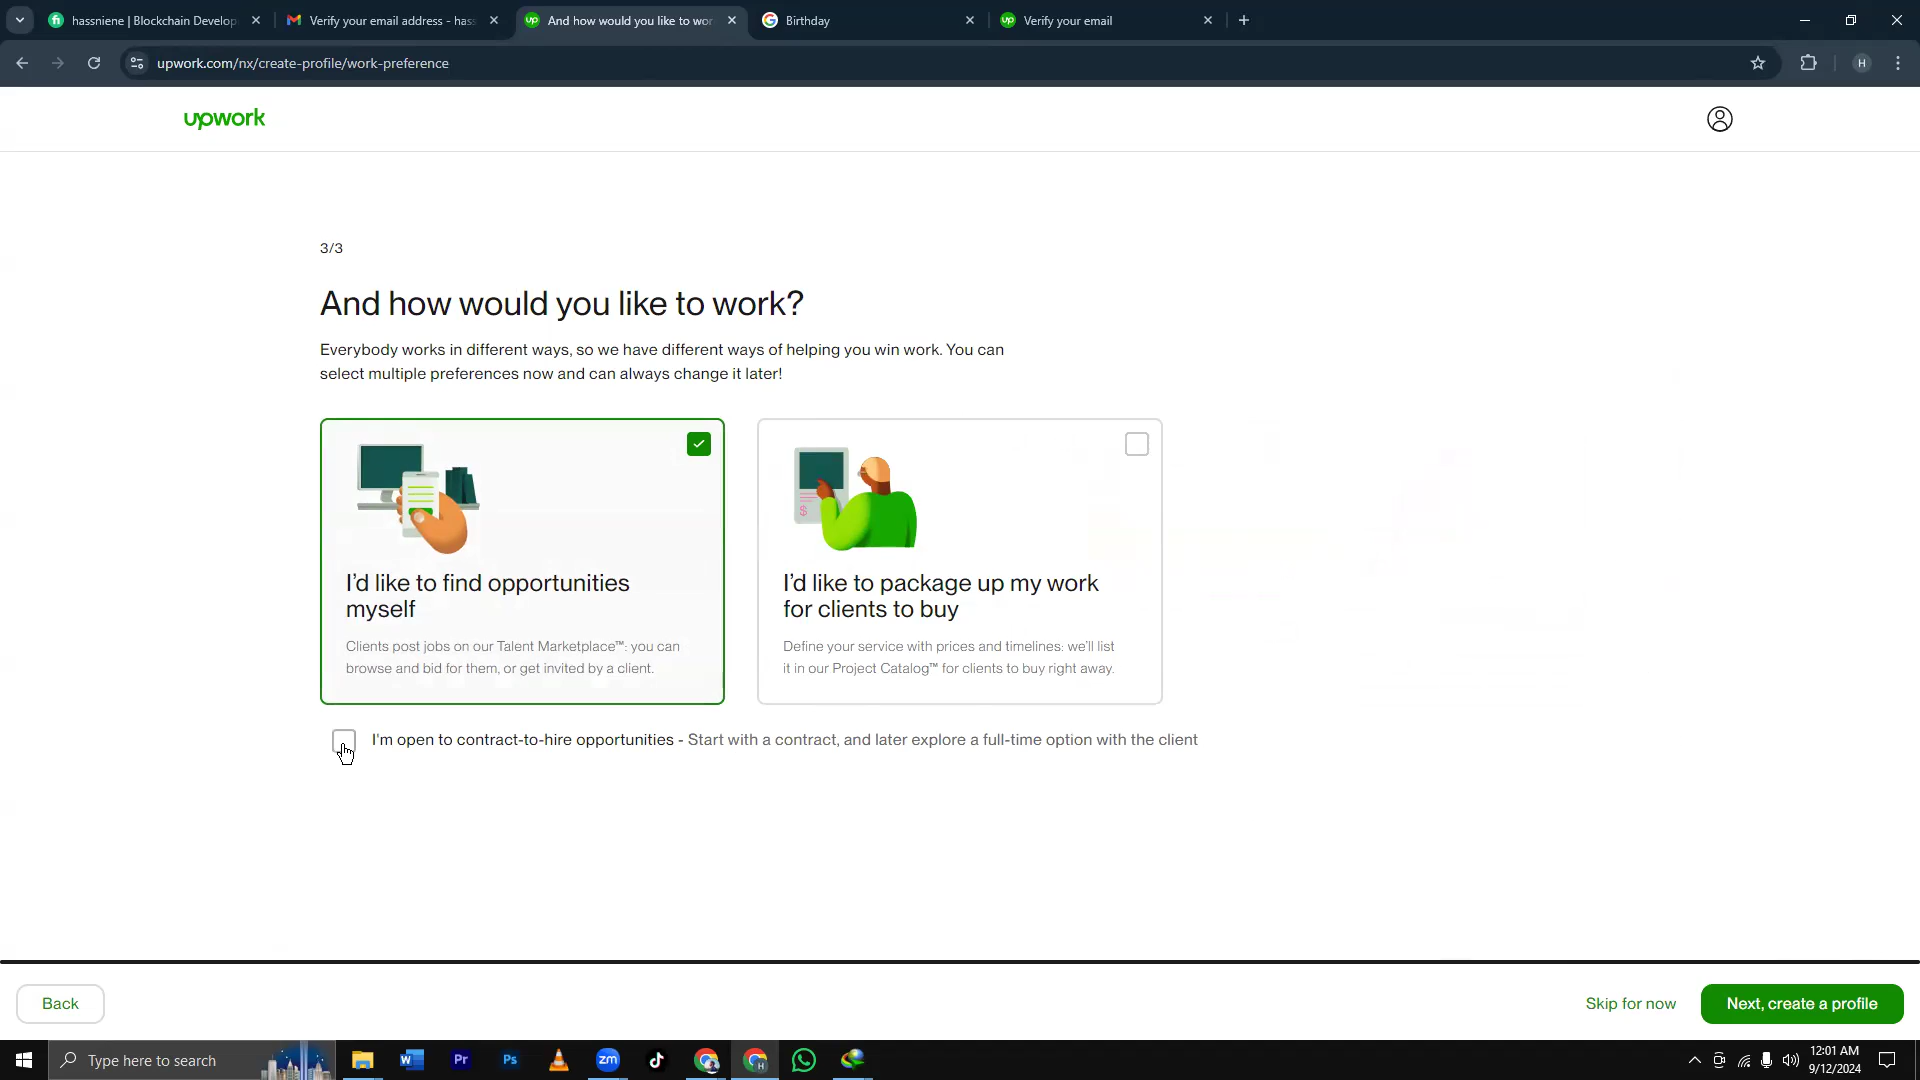 hassniene | Blockchain Develop
Verify your email address - hass
And how would you like to wor
Birthday
Verify your email
upwork.com/nx/create-profile/work-preference
H
upwork
3/3
And how would you like to work?
Everybody works in different ways, so we have different ways of helping you win work. You can
select multiple preferences now and can always change it later!
I'd like to find opportunities
myself
Clients post jobs on our Talent Marketplace™: you can
browse and bid for them, or get invited by a client.
I'd like to package up my work
for clients to buy
Define your service with prices and timelines: we'll list
it in our Project Catalog™ for clients to buy right away.
I'm open to contract-to-hire opportunities - Start with a contract, and later explore a full-time option with the client
Back
Skip for now
Next, create a profile
Type here to search
12:01 AM
9/12/2024